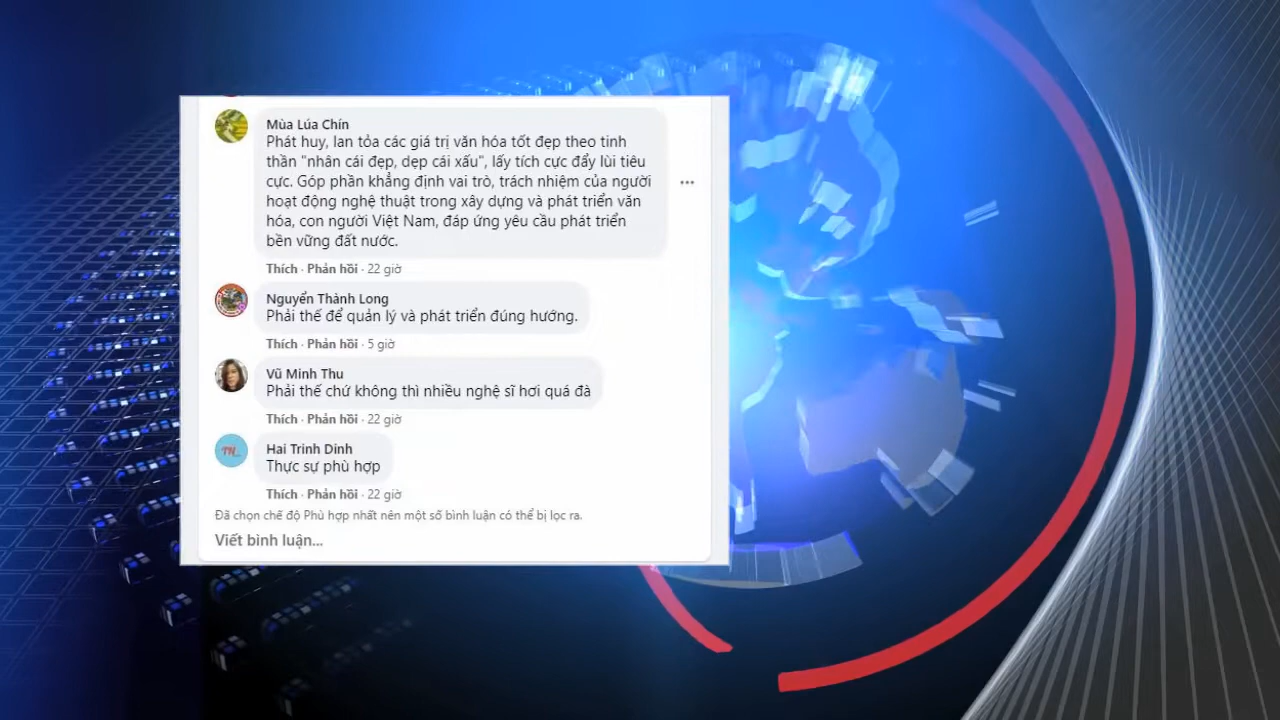 Mùa Lúa Chín
Phát huy, lan tỏa các giá trị văn hóa tốt đẹp theo tinh
thần "nhân cái đẹp, dẹp cái xấu", lấy tích cực đẩy lùi tiêu
cực. Góp phần khẳng định vai trò, trách nhiệm của người
hoạt động nghệ thuật trong xây dựng và phát triển văn
hóa, con người Việt Nam, đáp ứng yêu cầu phát triển
bền vững đất nước.
Thích · Phản hồi · 22 giờ
Nguyển Thành Long
Phải thế để quản lý và phát triển đúng hướng.
Thích · Phản hồi · 5 giờ
Vũ Minh Thu
Phải thế chứ không thì nhiều nghệ sĩ hơi quá đà
Thích · Phản hồi · 22 giờ
Hai Trinh Dinh
Thực sự phù hợp
Thích · Phản hồi · 22 giờ
Đã chọn chế độ Phù hợp nhất nên một số bình luận có thể bị lọc ra.
Viết bình luận...